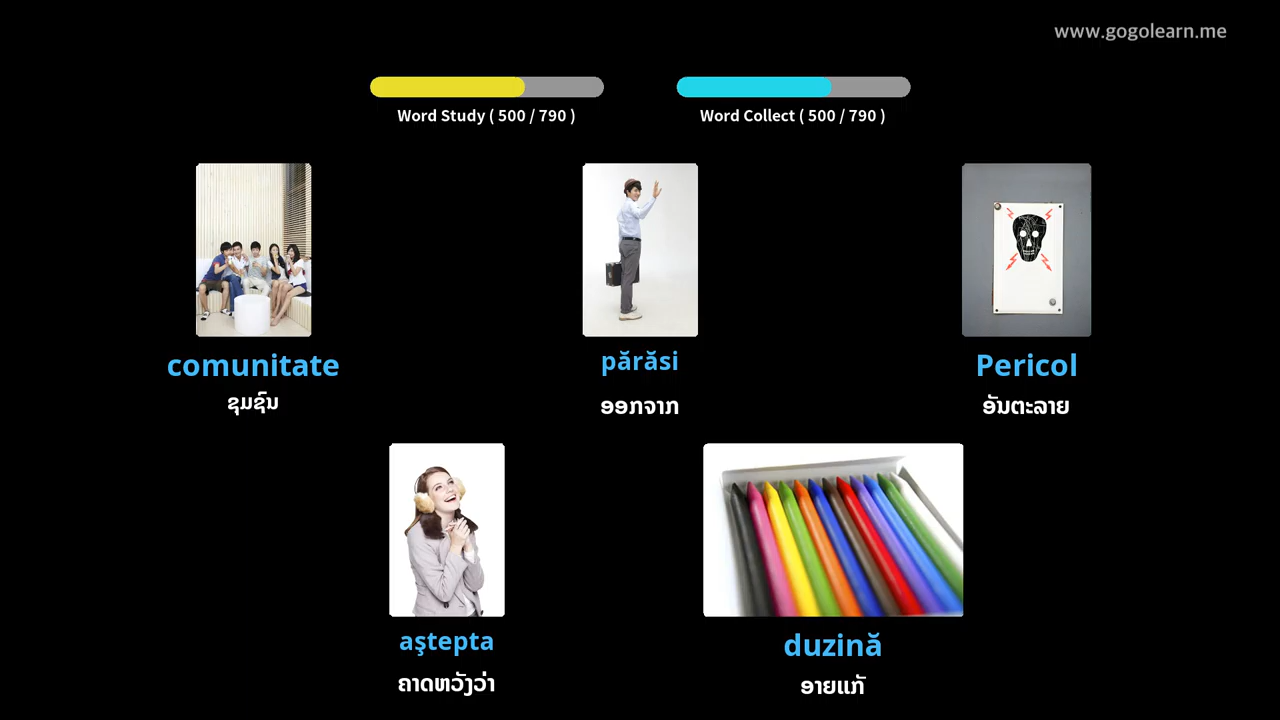 www.gogolearn.me
Word Study ( 500 / 790 )
Word Collect ( 500 / 790 )
comunitate
ຊຸມຊົນ
părăsi
ອອກຈາກ
Pericol
ອັນຕະລາຍ
aştepta
ຄາດຫວັງວ່າ
duzină
ອາຍແກັ